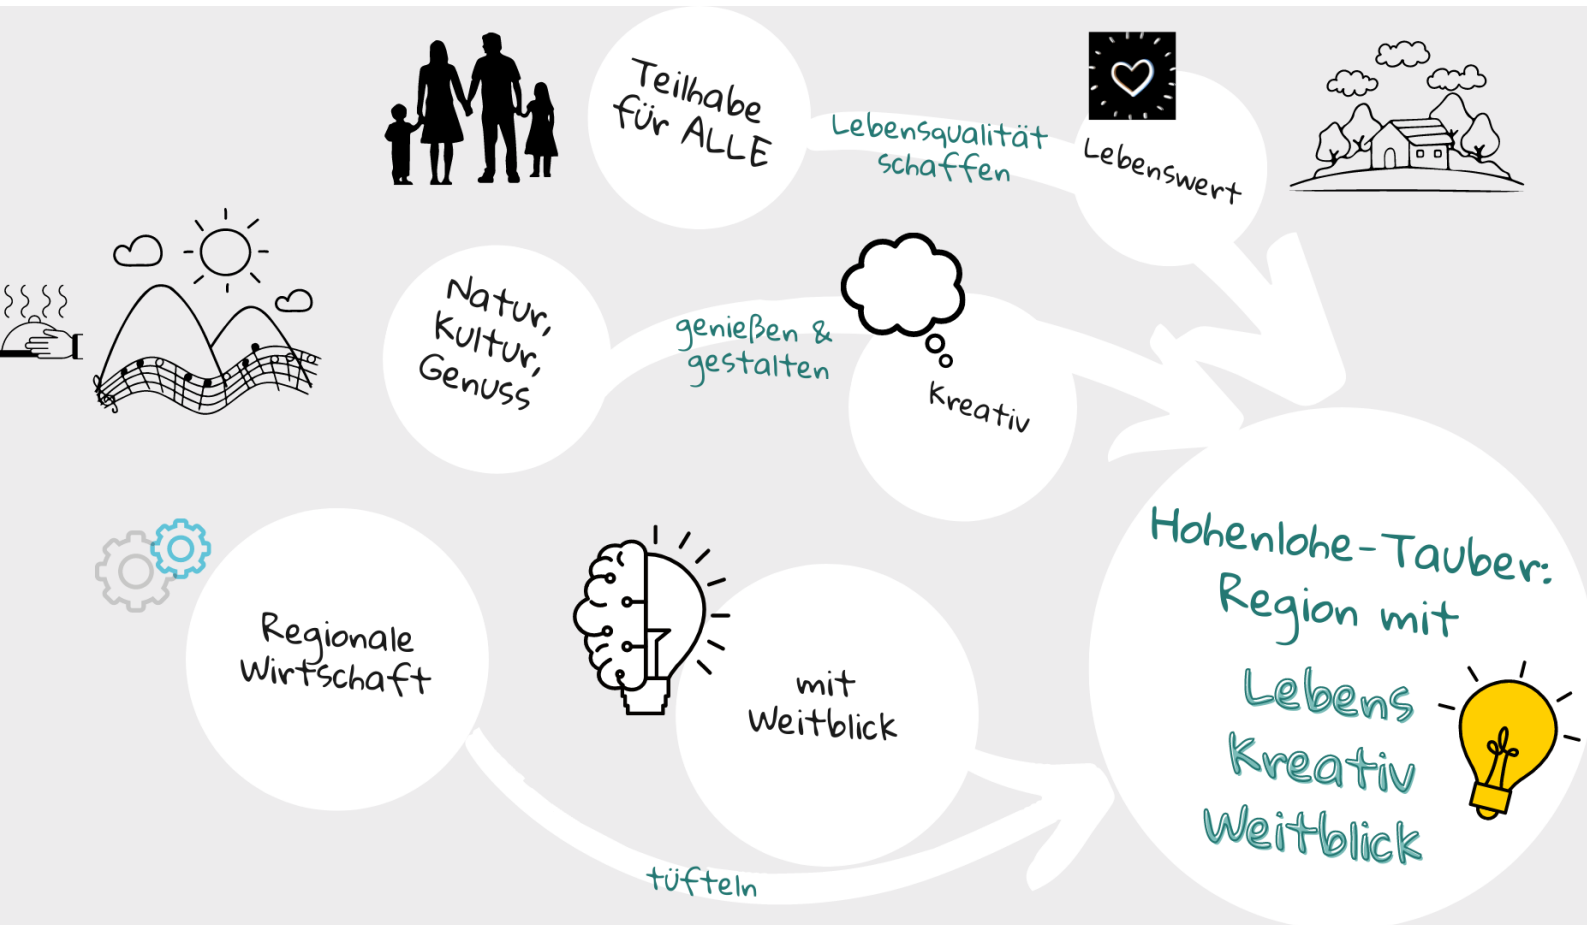 Teilhabe
für ALLE
Lebensqualität
schaffen
Lebenswert
Natur,
Kultur,
Genuss
genießen &
gestalten
Kreativ
Regionale
Wirtschaft
mit
Weitblick
tüfteln
Hohenlohe-Tauber:
Region mit
Lebens
Kreativ
Weitblick